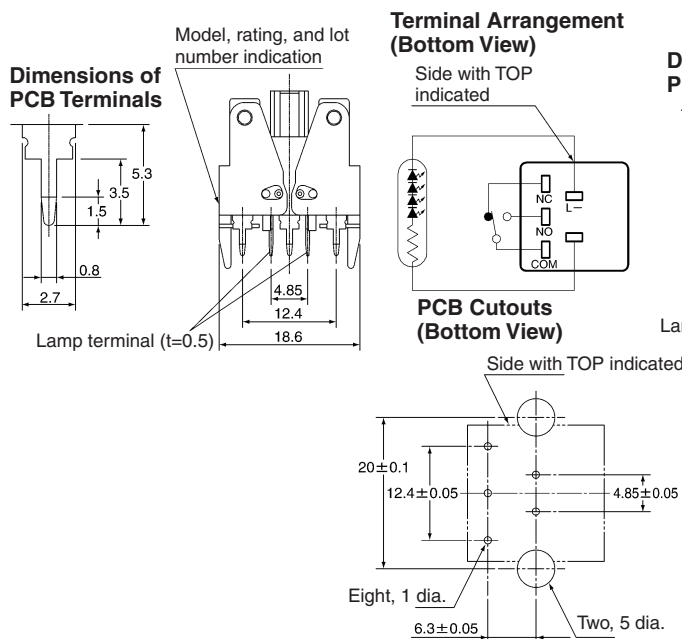 Dimensions of
PCB Terminals
5.3
3.5
1.5
0.8
2.7
Model, rating, and lot
number indication
4.85
12.4
18.6
Lamp terminal (t=0.5)
Terminal Arrangement
(Bottom View)
Side with TOP
indicated
NC
L−
NO
COM
D
P
La
PCB Cutouts
(Bottom View)
Side with TOP indicated
20±0.1
12.4±0.05
4.85±0.05
Eight, 1 dia.
Two, 5 dia.
6.3±0.05